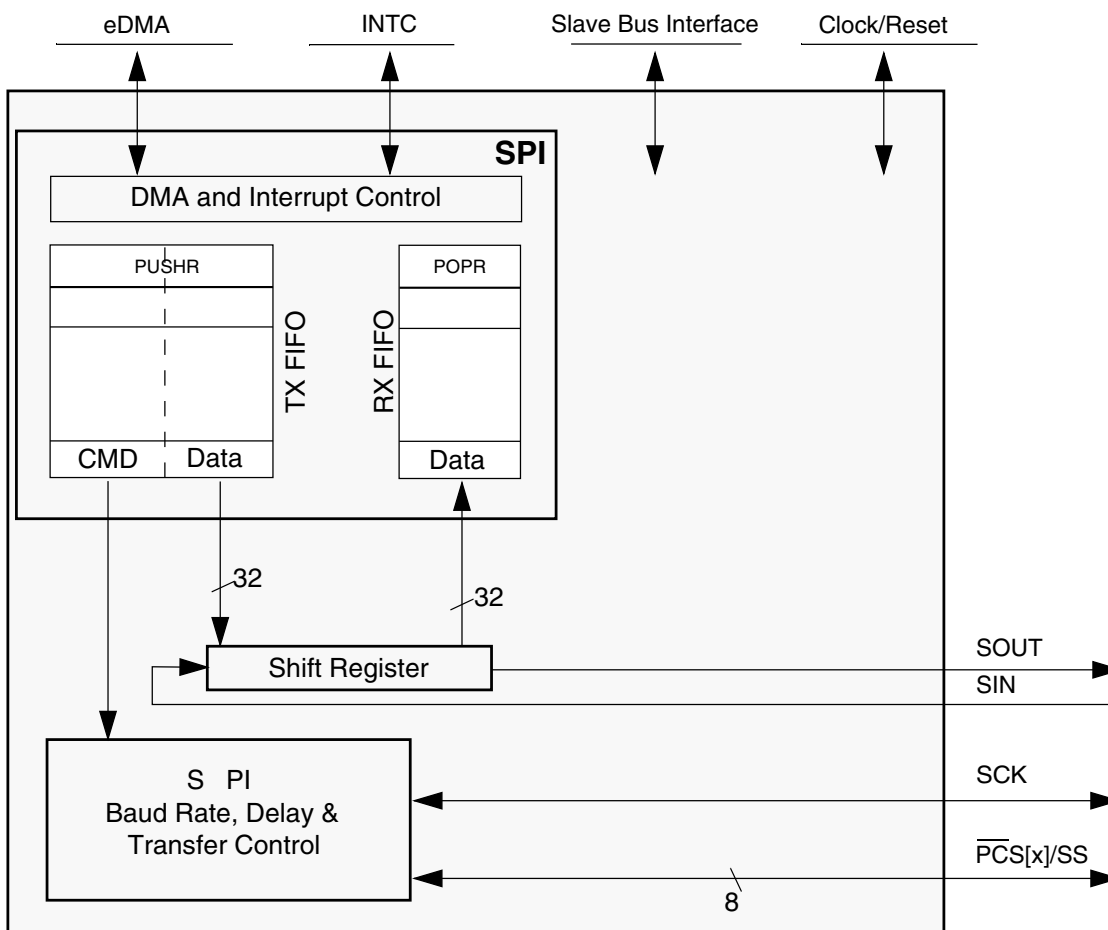 eDMA
INTC
Slave Bus Interface
Clock/Reset
SPI
DMA and Interrupt Control
PUSHR
POPR
TX FIFO
RX FIFO
CMD
Data
Data
32
32
Shift Register
SOUT
SIN
S PI
Baud Rate, Delay &
Transfer Control
SCK
PCS[x]/SS
8